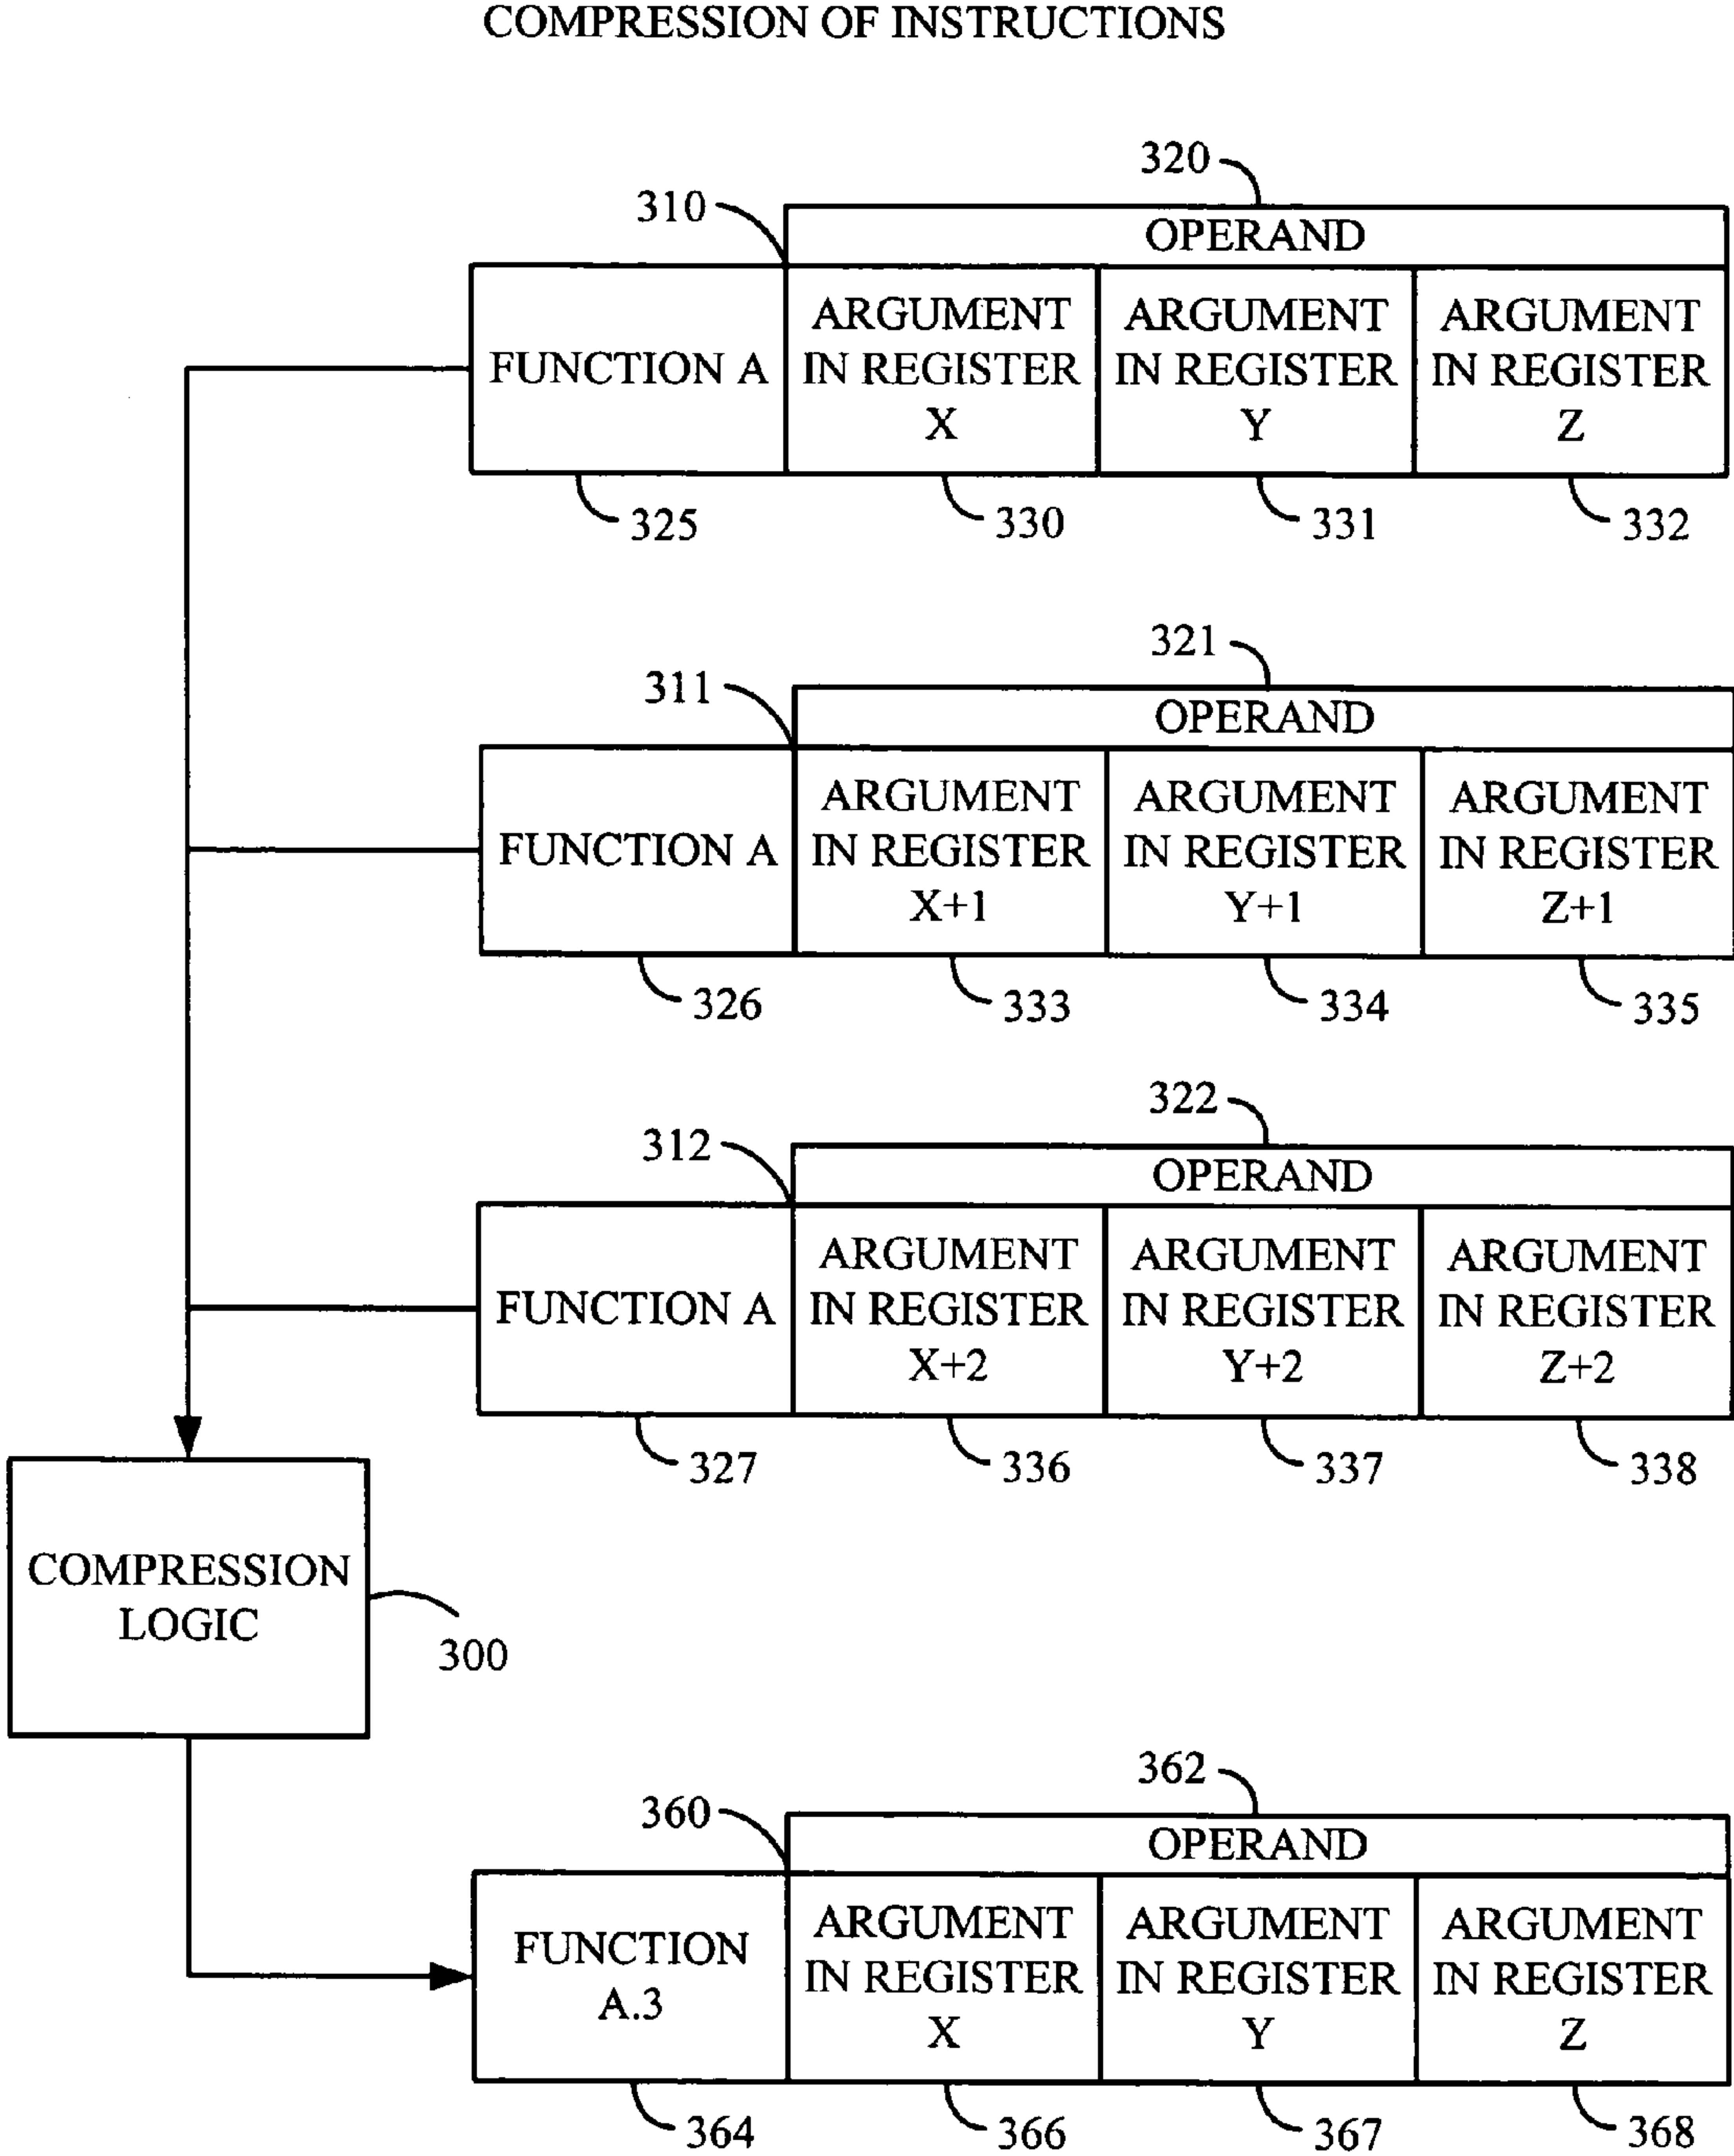 COMPRESSION OF INSTRUCTIONS
320
310
OPERAND
FUNCTION A
ARGUMENT
IN REGISTER
X
ARGUMENT
IN REGISTER
Y
ARGUMENT
IN REGISTER
Z
325
330
331
332
321
311
OPERAND
FUNCTION A
ARGUMENT
IN REGISTER
X+1
ARGUMENT
IN REGISTER
Y+1
ARGUMENT
IN REGISTER
Z+1
326
333
334
335
322
312
OPERAND
FUNCTION A
ARGUMENT
IN REGISTER
X+2
ARGUMENT
IN REGISTER
Y+2
ARGUMENT
IN REGISTER
Z+2
327
336
337
338
COMPRESSION
LOGIC
300
362
360
OPERAND
FUNCTION
A.3
ARGUMENT
IN REGISTER
X
ARGUMENT
IN REGISTER
Y
ARGUMENT
IN REGISTER
Z
364
366
367
368